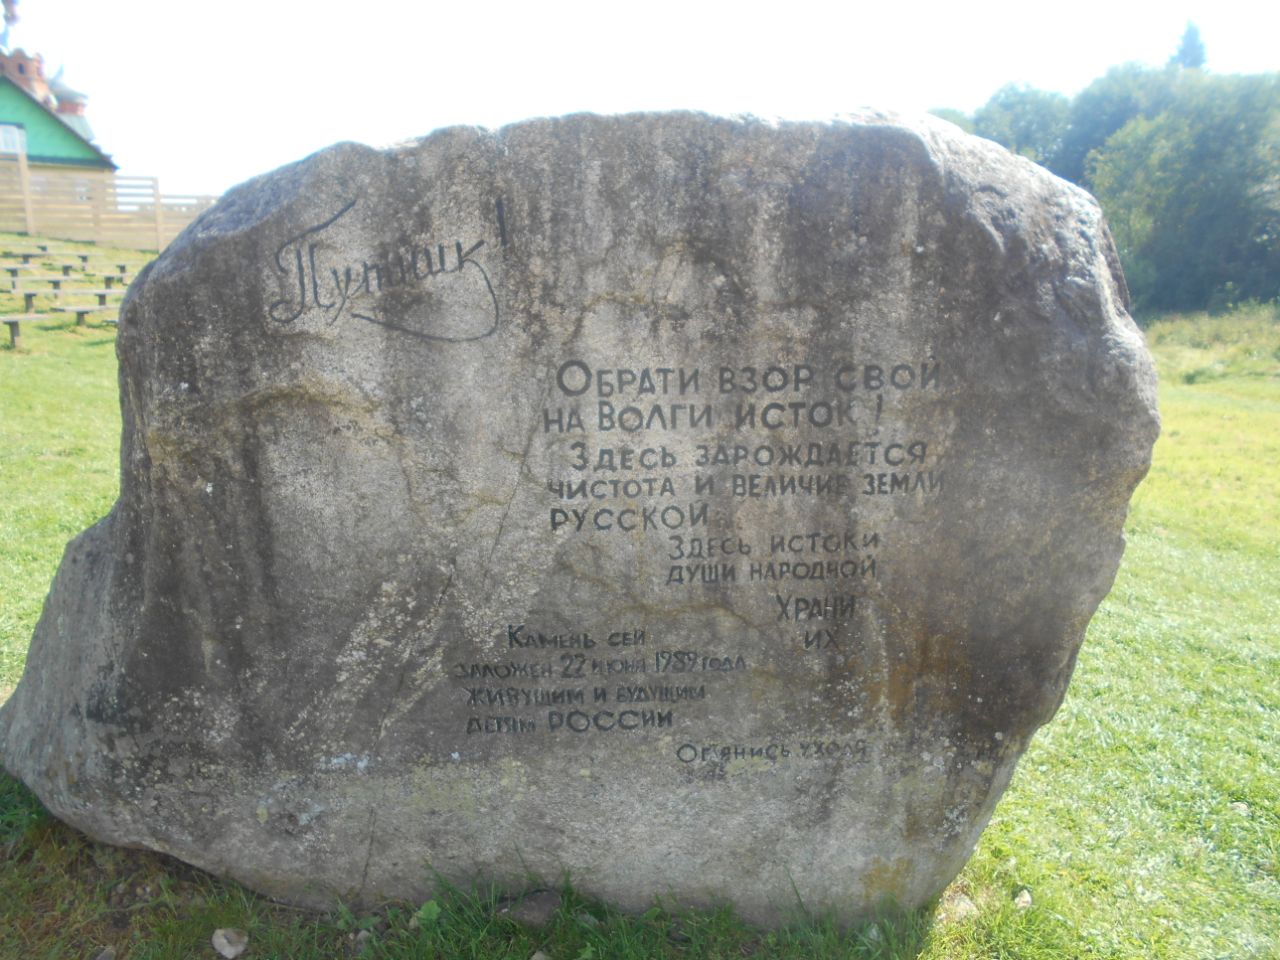 Путник!
Обрати взор свой
на Волги исток!
Здесь зарождается
чистота и величие земли
русской
Здесь истоки
души народной
Храни
их
Камень сей
заложен 22 июня 1989 года
живущим и будущим
детям России
Оглянись уходя